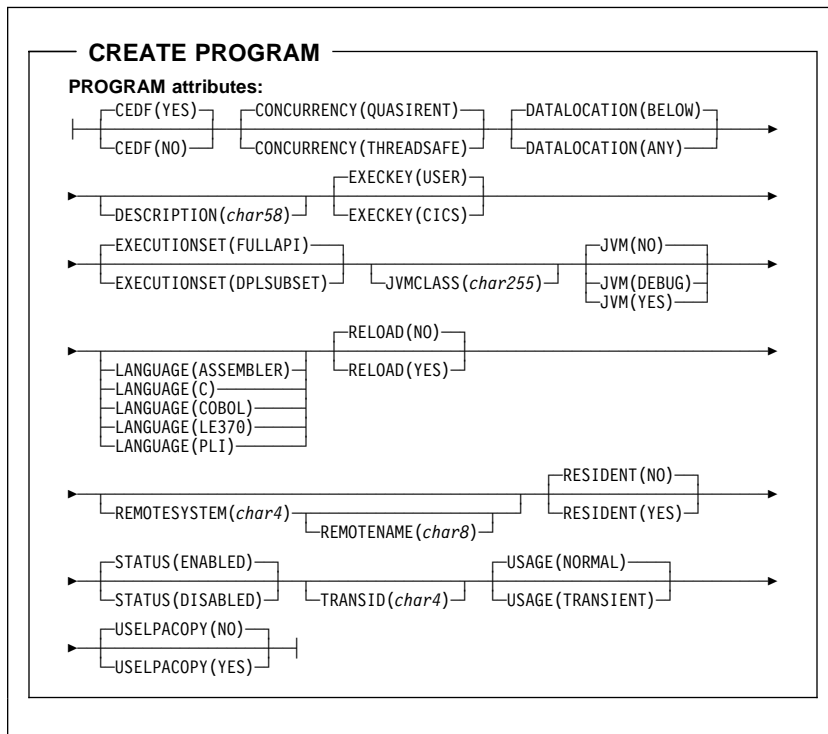 CREATE PROGRAM
PROGRAM attributes:
CEDF(YES) CONCURRENCY(QUASIRENT) DATALOCATION(BELOW)
CEDF(NO) CONCURRENCY(THREADSAFE) DATALOCATION(ANY)
EXECKEY(USER)
DESCRIPTION(char58) EXECKEY(CICS)
EXECUTIONSET(FULLAPI) JVM(NO)
EXECUTIONSET(DPLSUBSET) JVMCLASS(char255) JVM(DEBUG)
JVM(YES)
RELOAD(NO)
LANGUAGE(ASSEMBLER) RELOAD(YES)
LANGUAGE(C)
LANGUAGE(COBOL)
LANGUAGE(LE370)
LANGUAGE(PLI)
RESIDENT(NO)
REMOTESYSTEM(char4) RESIDENT(YES)
REMOTENAME(char8)
STATUS(ENABLED) USAGE(NORMAL)
STATUS(DISABLED) TRANSID(char4) USAGE(TRANSIENT)
USELPACOPY(NO)
USELPACOPY(YES)